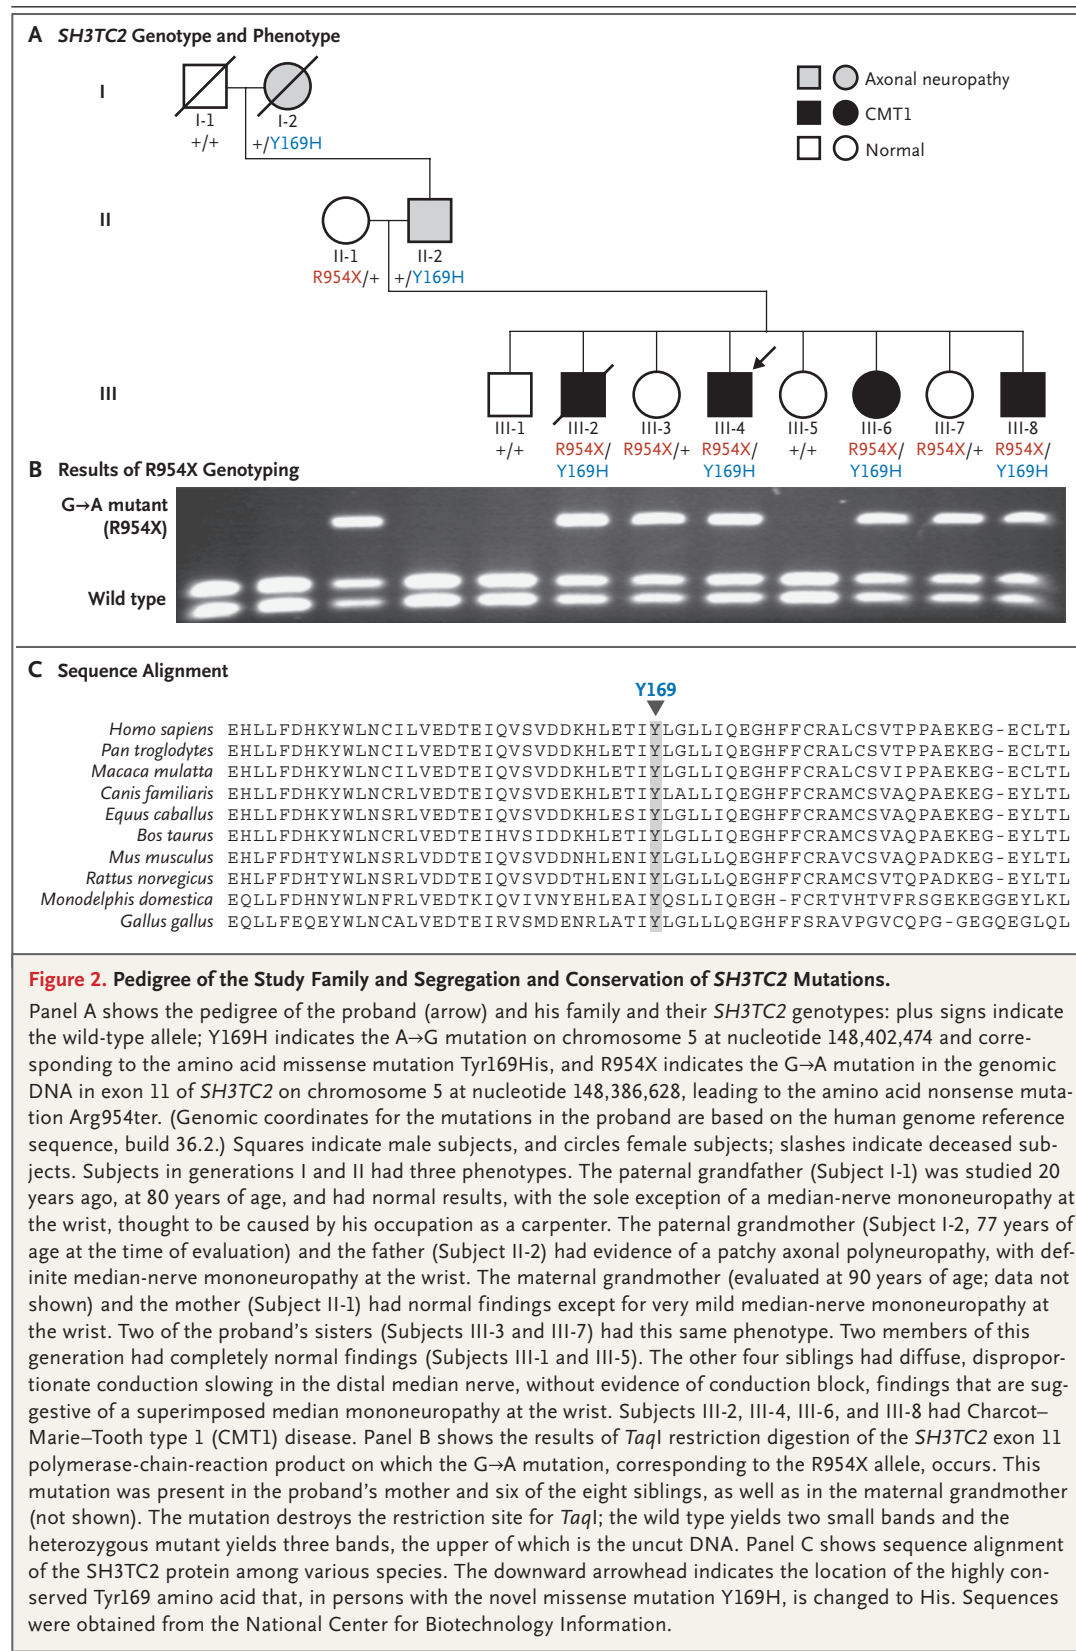 A SH3TC2 Genotype and Phenotype
I
I-1
+/+
I-2
+/Y169H
Axonal neuropathy
CMT1
Normal
II
II-1
R954X/+
II-2
+/Y169H
III
III-1
+/+
III-2
R954X/
Y169H
III-3
R954X/+
III-4
R954X/
Y169H
III-5
+/+
III-6
R954X/
Y169H
III-7
R954X/+
III-8
R954X/
Y169H
B Results of R954X Genotyping
G→A mutant
(R954X)
Wild type
C Sequence Alignment
Y169
Homo sapiens EHLLFDHKYWLNCILVEDTEIQVSVDDKHLETIYLGLLIQEGHFFCRALCSVTPPAEKEG-ECLTL
Pan troglodytes EHLLFDHKYWLNCILVEDTEIQVSVDDKHLETIYLGLLIQEGHFFCRALCSVTPPAEKEG-ECLTL
Macaca mulatta EHLLFDHKYWLNCILVEDTEIQVSVDDKHLETIYLGLLIQEGHFFCRALCSVIPPAEKEG-ECLTL
Canis familiaris EHLLFDHKYWLNCRLVEDTEIQVSVDEKHLETIYLALLIQEGHFFCRAMCSVAQPAEKEG-EYLTL
Equus caballus EHLLFDHKYWLNSRLVEDTEIQVSVDDKHLESIYLGLLIQEGHFFCRAMCSVAQPAEKEG-EYLTL
Bos taurus EHLLFDHKYWLNCRLVEDTEIHVSIDDKHLETIYLGLLIQEGHFFCRAMCSVAQPAEKEG-EYLTL
Mus musculus EHLFFDHTYWLNSRLVDDTEIQVSVDDNHLENIYLGLLLQEGHFFCRAVCSVAQPADKEG-EYLTL
Rattus norvegicus EHLFFDHTYWLNSRLVDDTEIQVSVDDTHLENIYLGLLLQEGHFFCRAMCSVTQPADKEG-EYLTL
Monodelphis domestica EQLLFDHNYWLNFRLVEDTKIQVIVNYEHLEAIYQSLLIQEGH-FCRTVHTVFRSGEKEGGEYLKL
Gallus gallus EQLLFEQEYWLNCALVEDTEIRVSMDENRLATIYLGLLLQEGHFFSRAVPGVCQPG-GEGQEGLQL
Figure 2. Pedigree of the Study Family and Segregation and Conservation of SH3TC2 Mutations.
Panel A shows the pedigree of the proband (arrow) and his family and their SH3TC2 genotypes: plus signs indicate
the wild-type allele; Y169H indicates the A→G mutation on chromosome 5 at nucleotide 148,402,474 and corre-
sponding to the amino acid missense mutation Tyr169His, and R954X indicates the G→A mutation in the genomic
DNA in exon 11 of SH3TC2 on chromosome 5 at nucleotide 148,386,628, leading to the amino acid nonsense muta-
tion Arg954ter. (Genomic coordinates for the mutations in the proband are based on the human genome reference
sequence, build 36.2.) Squares indicate male subjects, and circles female subjects; slashes indicate deceased sub-
jects. Subjects in generations I and II had three phenotypes. The paternal grandfather (Subject I-1) was studied 20
years ago, at 80 years of age, and had normal results, with the sole exception of a median-nerve mononeuropathy at
the wrist, thought to be caused by his occupation as a carpenter. The paternal grandmother (Subject I-2, 77 years of
age at the time of evaluation) and the father (Subject II-2) had evidence of a patchy axonal polyneuropathy, with def-
inite median-nerve mononeuropathy at the wrist. The maternal grandmother (evaluated at 90 years of age; data not
shown) and the mother (Subject II-1) had normal findings except for very mild median-nerve mononeuropathy at
the wrist. Two of the proband's sisters (Subjects III-3 and III-7) had this same phenotype. Two members of this
generation had completely normal findings (Subjects III-1 and III-5). The other four siblings had diffuse, dispropor-
tionate conduction slowing in the distal median nerve, without evidence of conduction block, findings that are sug-
gestive of a superimposed median mononeuropathy at the wrist. Subjects III-2, III-4, III-6, and III-8 had Charcot–
Marie–Tooth type 1 (CMT1) disease. Panel B shows the results of TaqI restriction digestion of the SH3TC2 exon 11
polymerase-chain-reaction product on which the G→A mutation, corresponding to the R954X allele, occurs. This
mutation was present in the proband's mother and six of the eight siblings, as well as in the maternal grandmother
(not shown). The mutation destroys the restriction site for TaqI; the wild type yields two small bands and the
heterozygous mutant yields three bands, the upper of which is the uncut DNA. Panel C shows sequence alignment
of the SH3TC2 protein among various species. The downward arrowhead indicates the location of the highly con-
served Tyr169 amino acid that, in persons with the novel missense mutation Y169H, is changed to His. Sequences
were obtained from the National Center for Biotechnology Information.